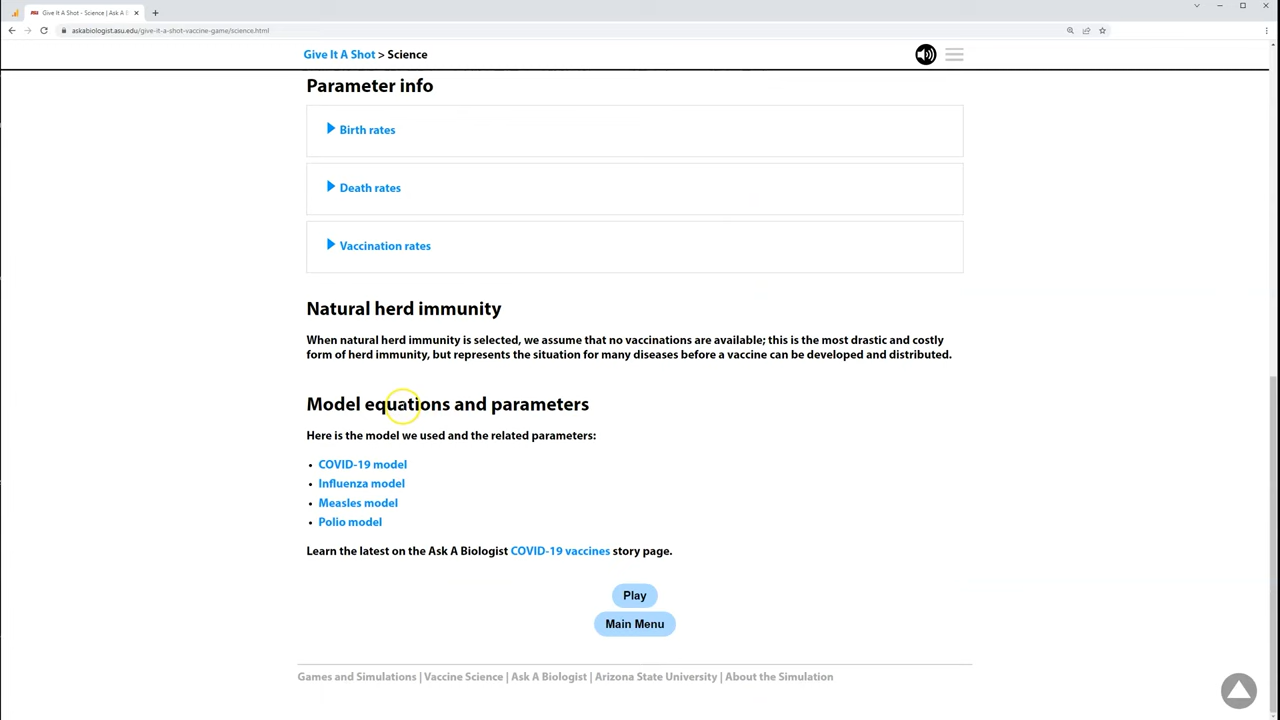 Give It A Shot - Science | Ask A B
askabiologist.asu.edu/give-it-a-shot-vaccine-game/science.html
Give It A Shot > Science
Parameter info
Birth rates
Death rates
Vaccination rates
Natural herd immunity
When natural herd immunity is selected, we assume that no vaccinations are available; this is the most drastic and costly
form of herd immunity, but represents the situation for many diseases before a vaccine can be developed and distributed.
Model equations and parameters
Here is the model we used and the related parameters:
• COVID-19 model
• Influenza model
• Measles model
• Polio model
Learn the latest on the Ask A Biologist COVID-19 vaccines story page.
Play
Main Menu
Games and Simulations | Vaccine Science | Ask A Biologist | Arizona State University | About the Simulation